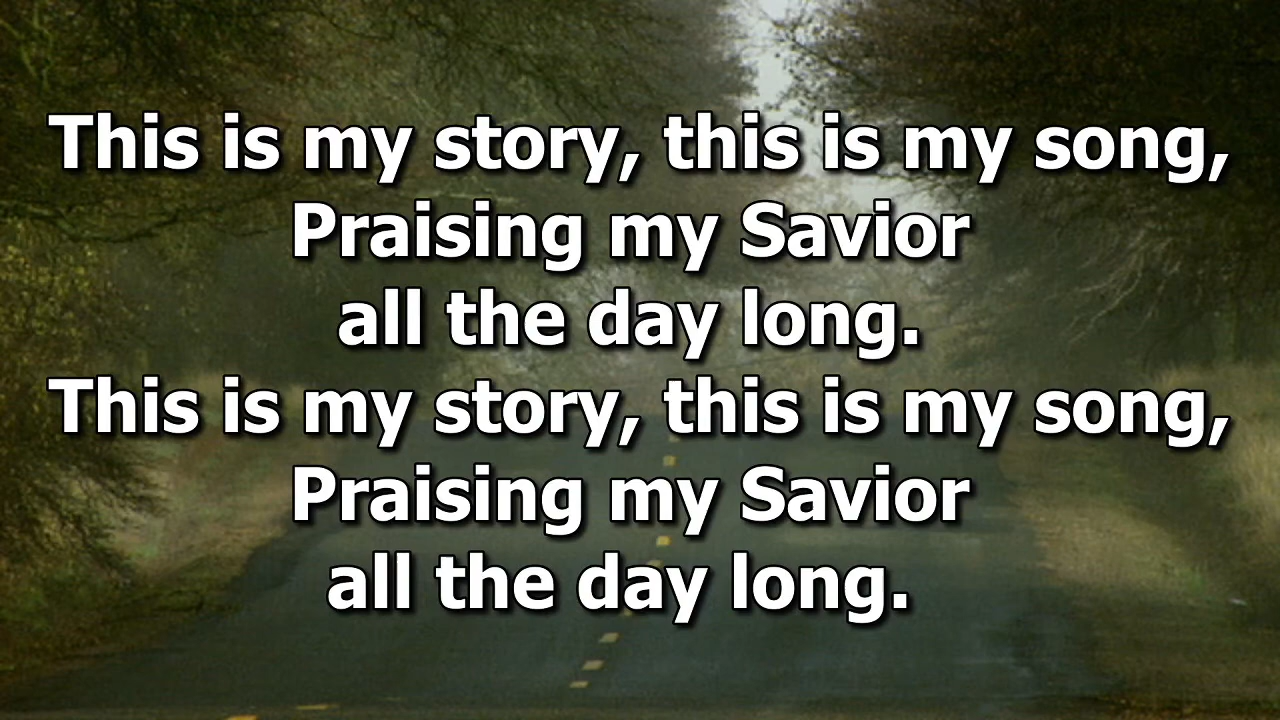 This is my story, this is my song,
Praising my Savior
all the day long.
This is my story, this is my song,
Praising my Savior
all the day long.